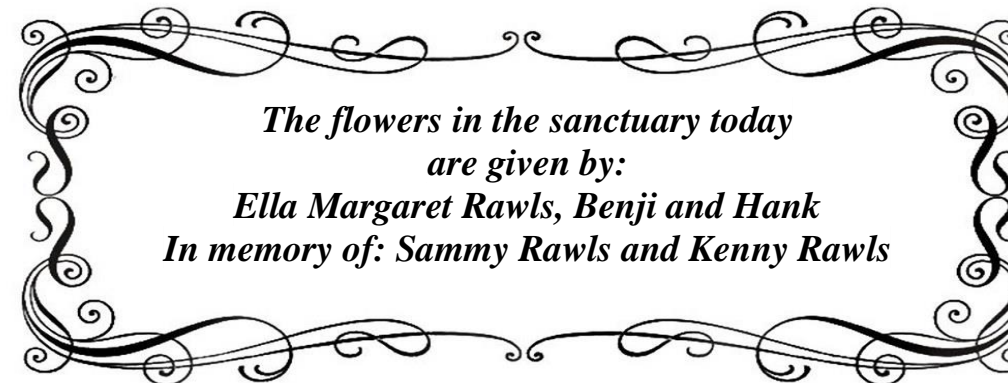 The flowers in the sanctuary today
are given by:
Ella Margaret Rawls, Benji and Hank
In memory of: Sammy Rawls and Kenny Rawls